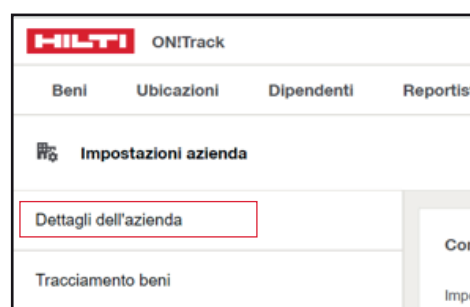 HILTI ON!Track
Beni Ubicazioni Dipendenti
Impostazioni azienda
Dettagli dell'azienda
Tracciamento beni